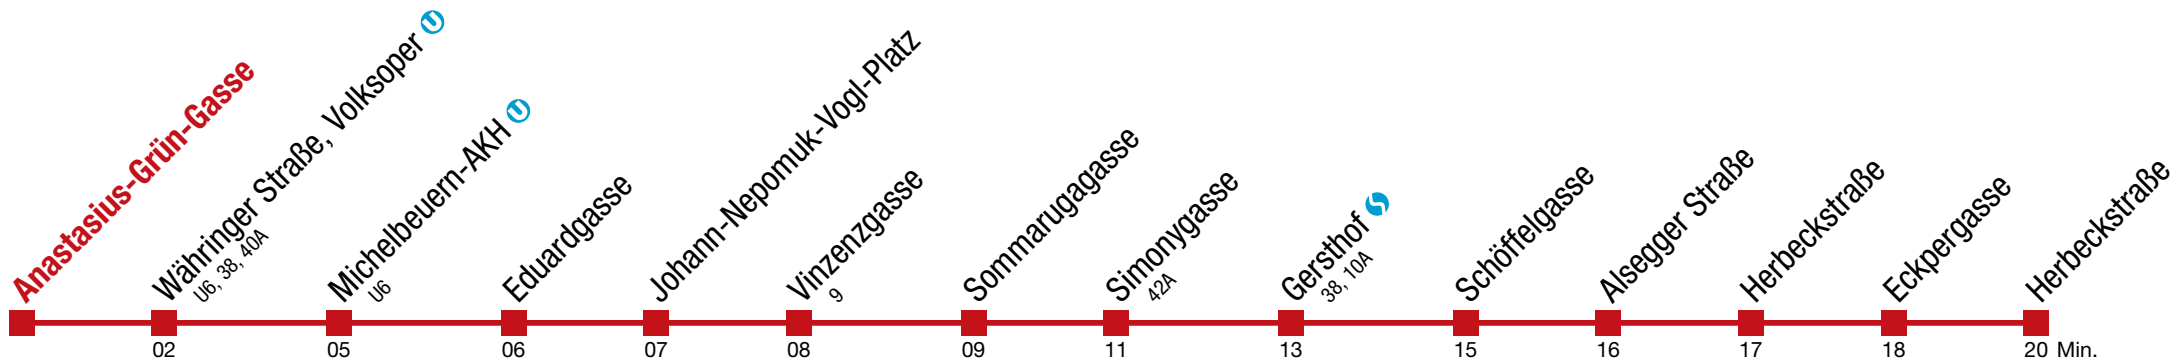 Anastasius-Grün-Gasse
Währinger Straße, Volksoper U
U6, 38, 40A
Michelbeuern-AKH U
U6
Eduardgasse
Johann-Nepomuk-Vogl-Platz
Vinzenzgasse
9
Sommarugagasse
Simonygasse
42A
Gersthof S
38, 10A
Schöffelgasse
Alsegger Straße
Herbeckstraße
Eckpergasse
Herbeckstraße
02 05 06 07 08 09 11 13 15 16 17 18 20 Min.